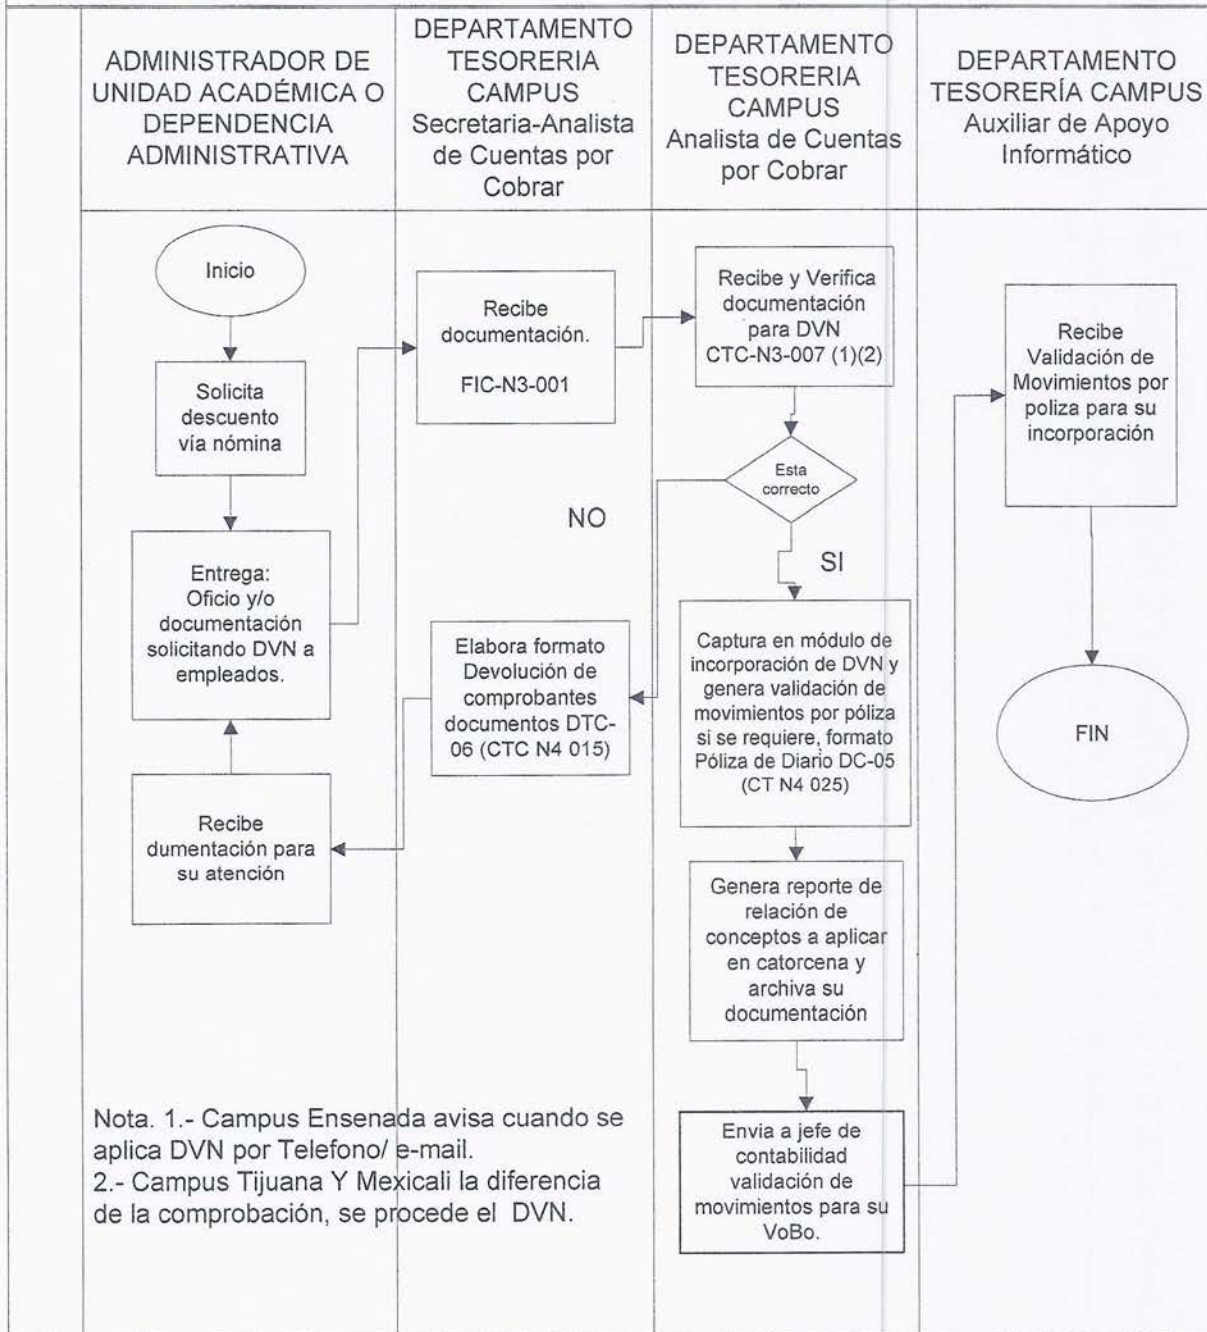 ADMINISTRADOR DE
UNIDAD ACADÉMICA O
DEPENDENCIA
ADMINISTRATIVA
DEPARTAMENTO
TESORERIA
CAMPUS
Secretaria-Analista
de Cuentas por
Cobrar
DEPARTAMENTO
TESORERIA
CAMPUS
Analista de Cuentas
por Cobrar
DEPARTAMENTO
TESORERÍA CAMPUS
Auxiliar de Apoyo
Informático
Inicio
Solicita
descuento
vía nómina
Entrega:
Oficio y/o
documentación
solicitando DVN a
empleados.
Recibe
dumentación para
su atención
Recibe
documentación.
FIC-N3-001
NO
Elabora formato
Devolución de
comprobantes
documentos DTC-
06 (CTC N4 015)
Recibe y Verifica
documentación
para DVN
CTC-N3-007 (1)(2)
Esta
correcto
SI
Captura en módulo de
incorporación de DVN y
genera validación de
movimientos por póliza
si se requiere, formato
Póliza de Diario DC-05
(CT N4 025)
Genera reporte de
relación de
conceptos a aplicar
en catorcena y
archiva su
documentación
Envia a jefe de
contabilidad
validación de
movimientos para su
VoBo.
Recibe
Validación de
Movimientos por
poliza para su
incorporación
FIN
Nota. 1.- Campus Ensenada avisa cuando se
aplica DVN por Telefono/ e-mail.
2.- Campus Tijuana Y Mexicali la diferencia
de la comprobación, se procede el DVN.